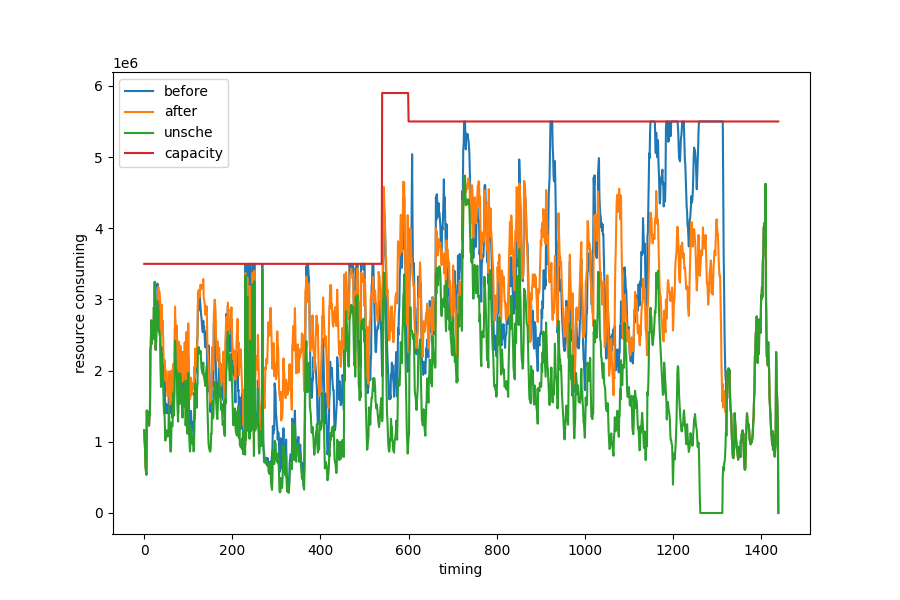 1e6
before
after
unsche
capacity
6
5
4
3
2
1
0
resource consuming
0 200 400 600 800 1000 1200 1400
timing